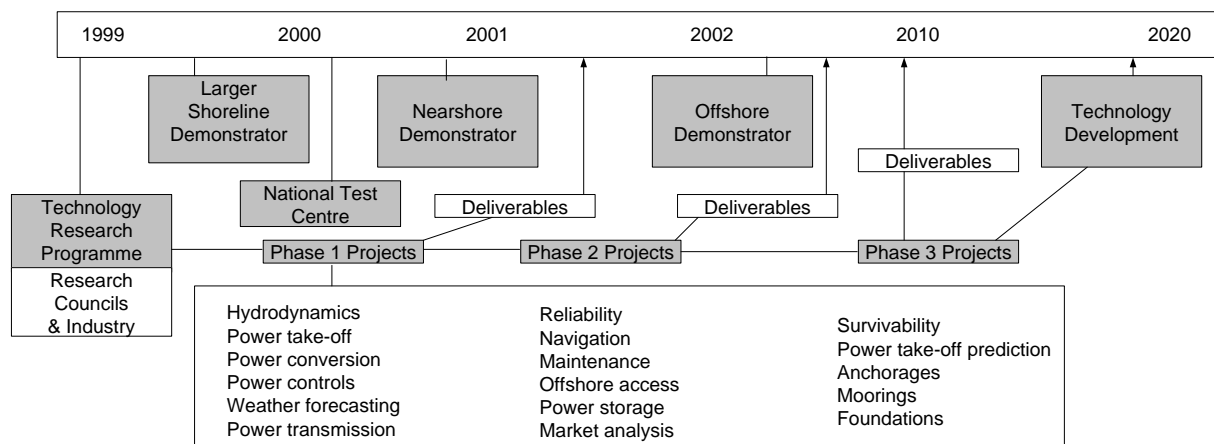 1999 2000 2001 2002 2010 2020
Larger
Shoreline
Demonstrator
Nearshore
Demonstrator
Offshore
Demonstrator
Technology
Development
Deliverables
National Test
Centre
Deliverables
Deliverables
Technology
Research
Programme
Research
Councils
& Industry
Phase 1 Projects
Phase 2 Projects
Phase 3 Projects
Hydrodynamics
Power take-off
Power conversion
Power controls
Weather forecasting
Power transmission
Reliability
Navigation
Maintenance
Offshore access
Power storage
Market analysis
Survivability
Power take-off prediction
Anchorages
Moorings
Foundations